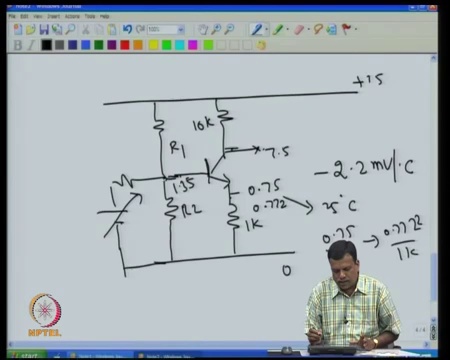 File Edit View Insert Actions Tools Help
+15
10k
R1
7.5
1.35
0.75
-2.2 mV/°C
0.772
25°C
R2
1k
0.75 → 0.772
1k
0
NPTEL
start